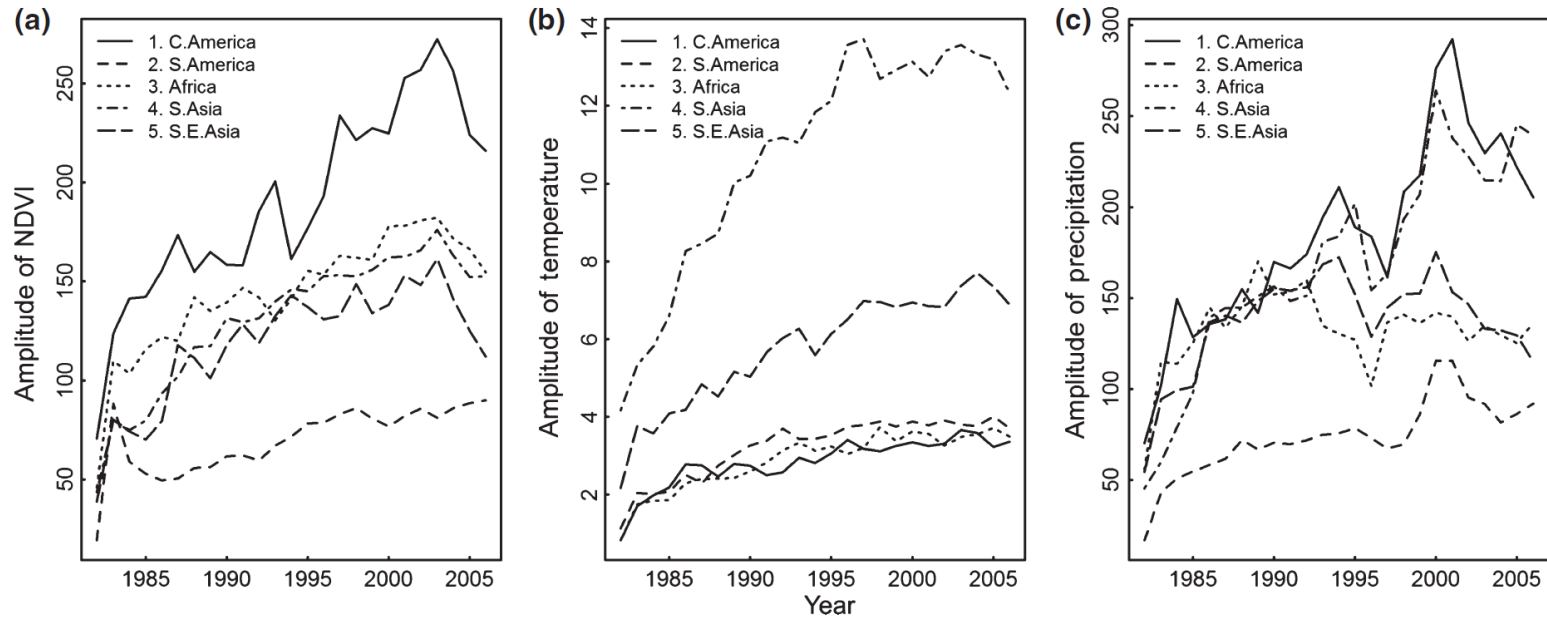 (a)
1. C.America
2. S.America
3. Africa
4. S.Asia
5. S.E.Asia
Amplitude of NDVI
250
200
150
100
50
1985 1990 1995 2000 2005
(b)
1. C.America
2. S.America
3. Africa
4. S.Asia
5. S.E.Asia
Amplitude of temperature
14
12
10
8
6
4
2
1985 1990 1995 2000 2005
Year
(c)
1. C.America
2. S.America
3. Africa
4. S.Asia
5. S.E.Asia
Amplitude of precipitation
300
250
200
150
100
50
1985 1990 1995 2000 2005